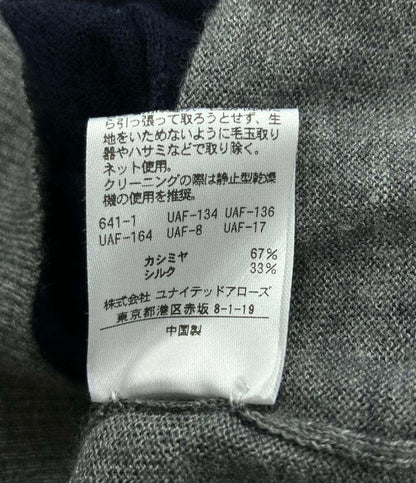 ら引っ張って取ろうとせず、生
地をいためないように毛玉取り
器やハサミなどで取り除く。
ネット使用。
クリーニングの際は静止型乾燥
機の使用を推奨。
641-1 UAF-134 UAF-136
UAF-164 UAF-8 UAF-17
カシミヤ 67%
シルク 33%
株式会社 ユナイテッドアローズ
東京都港区赤坂 8-1-19
中国製